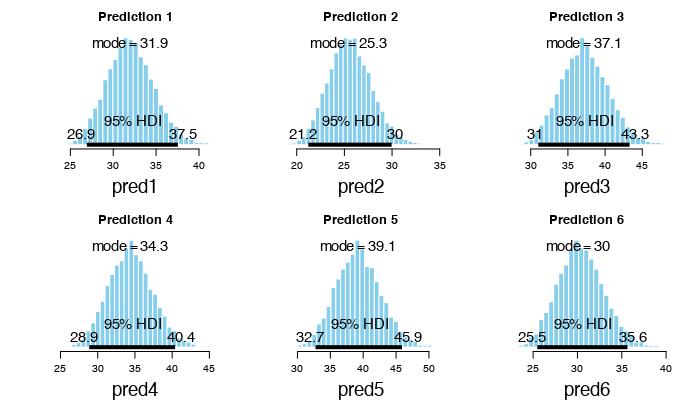 Prediction 1
mode = 31.9
95% HDI
26.9 37.5
25 30 35 40
pred1
Prediction 2
mode = 25.3
95% HDI
21.2 30
20 25 30 35
pred2
Prediction 3
mode = 37.1
95% HDI
31 43.3
30 35 40 45
pred3
Prediction 4
mode = 34.3
95% HDI
28.9 40.4
25 30 35 40 45
pred4
Prediction 5
mode = 39.1
95% HDI
32.7 45.9
30 35 40 45 50
pred5
Prediction 6
mode = 30
95% HDI
25.5 35.6
25 30 35 40
pred6